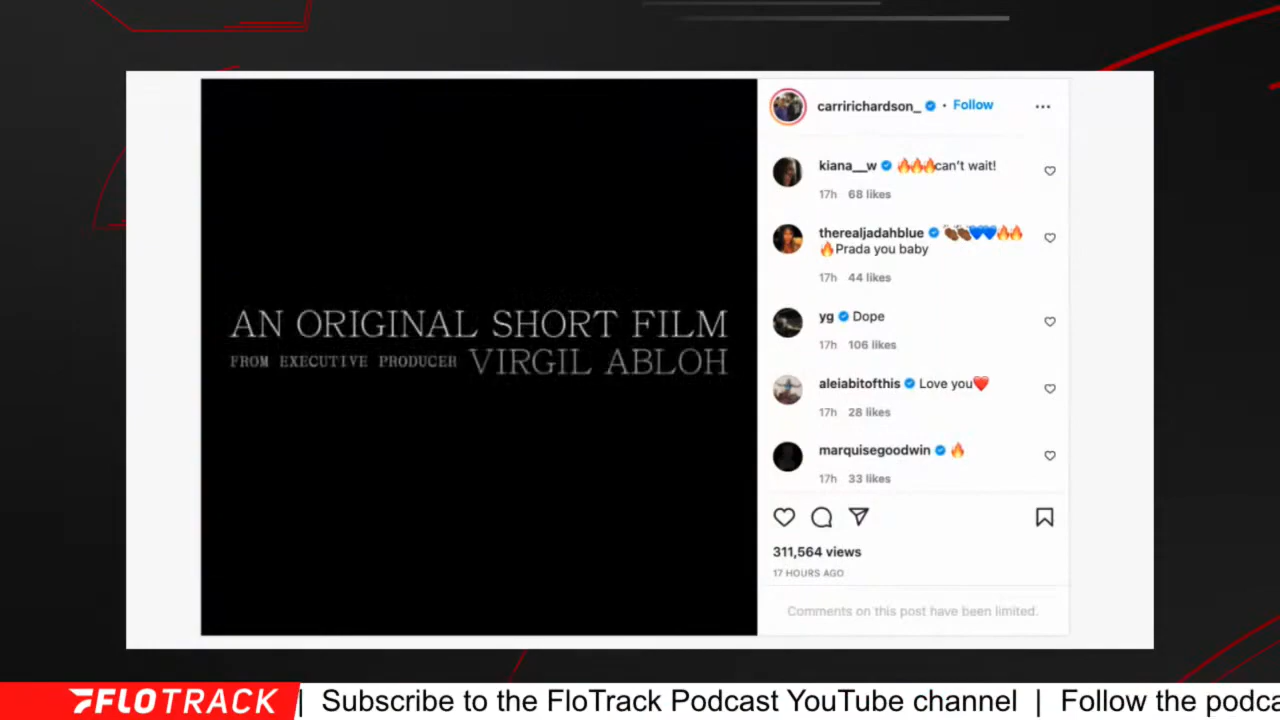 AN ORIGINAL SHORT FILM
FROM EXECUTIVE PRODUCER VIRGIL ABLOH
carririchardson_ • Follow
kiana__w 🔥🔥🔥can't wait!
17h 68 likes
therealjadahblue 👏🏾👏🏾💙💙🔥🔥
🔥Prada you baby
17h 44 likes
yg Dope
17h 106 likes
aleiabitofthis Love you❤️
17h 28 likes
marquisegoodwin 🔥
17h 33 likes
311,564 views
17 HOURS AGO
Comments on this post have been limited.
FLOTRACK | Subscribe to the FloTrack Podcast YouTube channel | Follow the podca